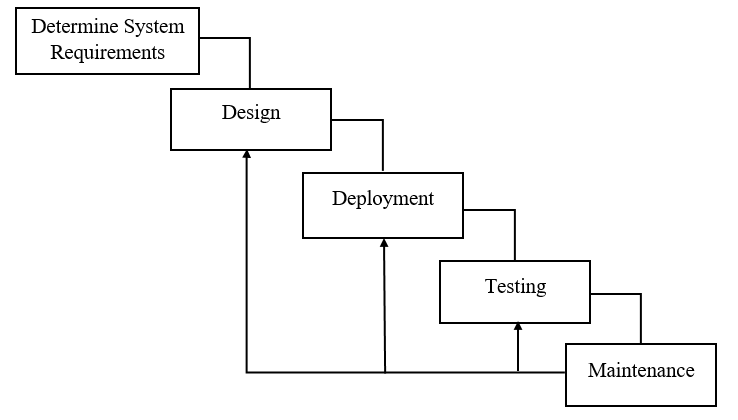 Determine System
Requirements
Design
Deployment
Testing
Maintenance